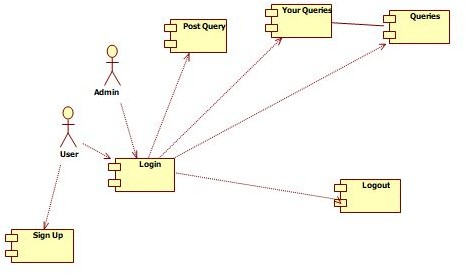 Your Queries
Queries
Post Query
Admin
User
Login
Logout
Sign Up